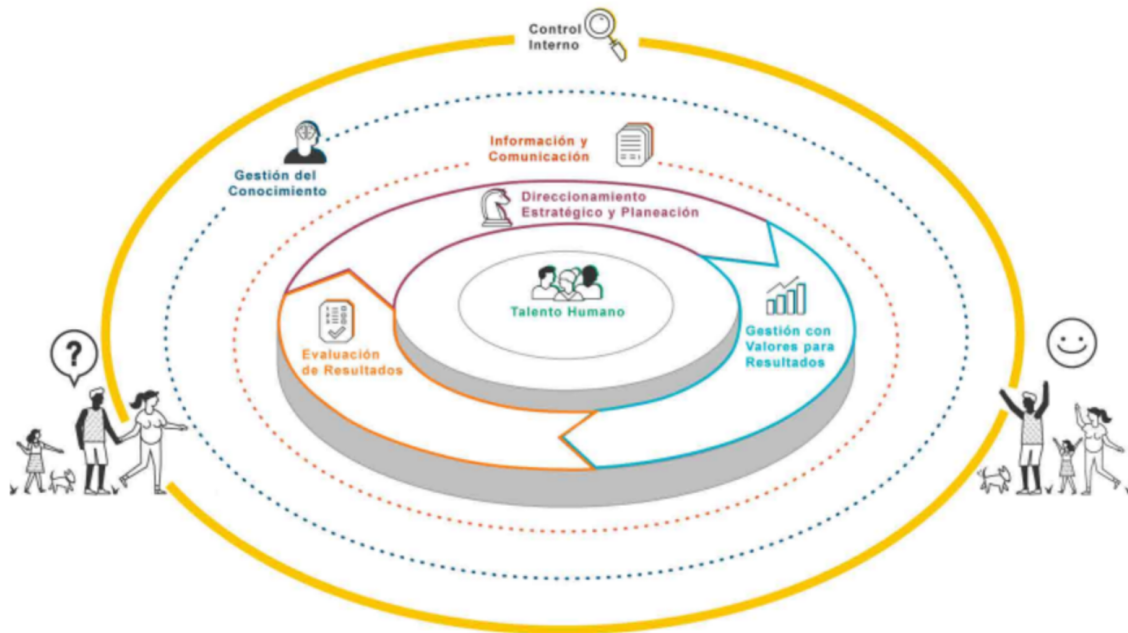 Control
Interno
Gestión del
Conocimiento
Información y
Comunicación
Direccionamiento
Estratégico y Planeación
Talento Humano
Gestión con
Valores para
Resultados
Evaluación
de Resultados
?